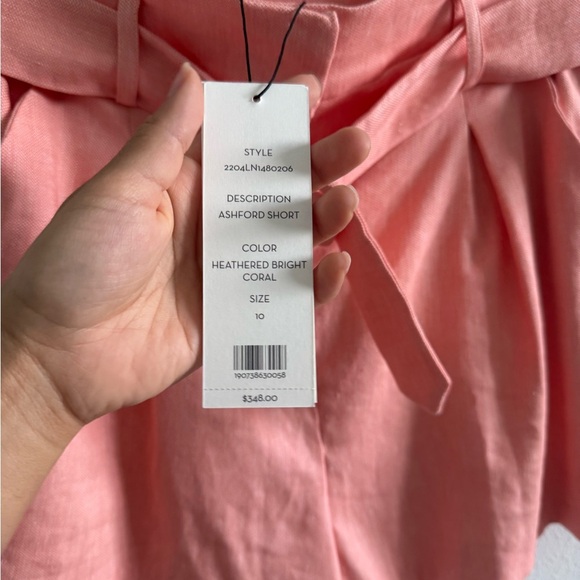 STYLE
2204LN1480206
DESCRIPTION
ASHFORD SHORT
COLOR
HEATHERED BRIGHT
CORAL
SIZE
10
190738630058
$348.00